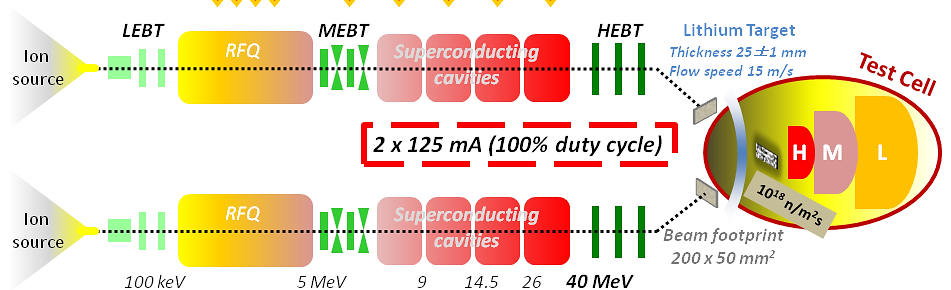 LEBT
RFQ
MEBT
Superconducting
cavities
HEBT
Ion
source
Lithium Target
Thickness 25±1 mm
Flow speed 15 m/s
Test Cell
2 x 125 mA (100% duty cycle)
H
M
L
10¹⁸ n/m²s
Ion
source
RFQ
Superconducting
cavities
Beam footprint
200 x 50 mm²
100 keV
5 MeV
9
14.5
26
40 MeV